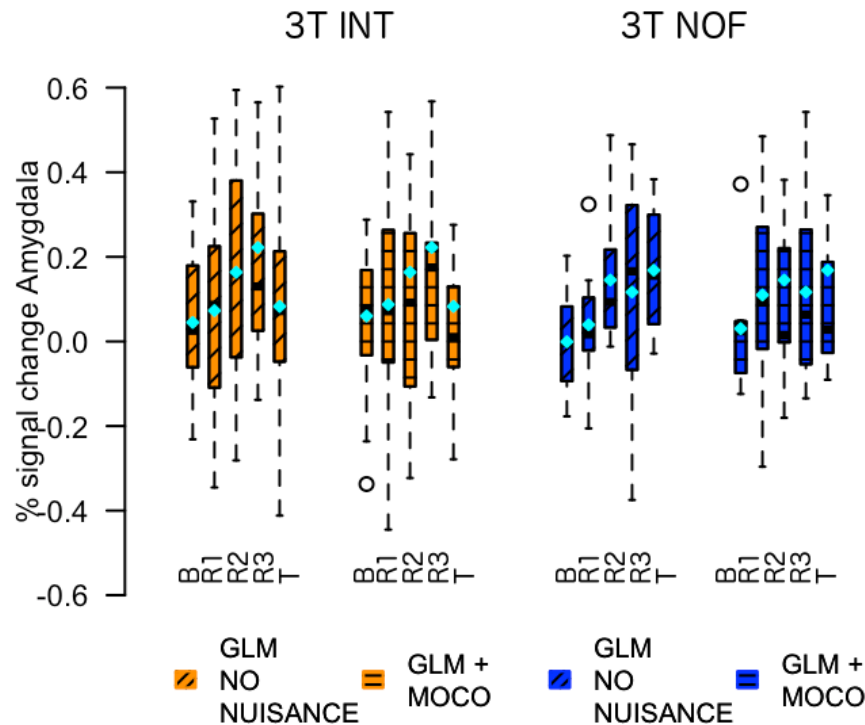 3T INT 3T NOF
% signal change Amygdala
0.6
0.4
0.2
0.0
-0.2
-0.4
-0.6
B R1 R2 R3 T B R1 R2 R3 T B R1 R2 R3 T B R1 R2 R3 T
GLM NO NUISANCE
GLM + MOCO
GLM NO NUISANCE
GLM + MOCO